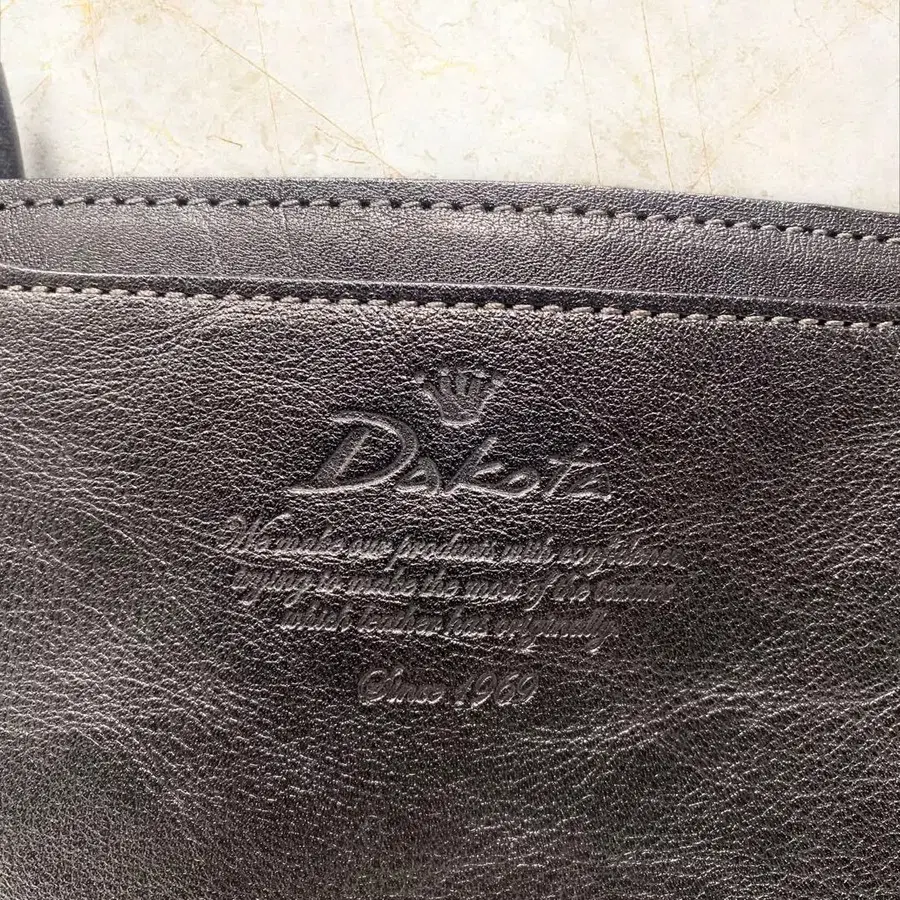 Dakota
We make our products with confidence
trying to make the most of the texture
which leather has originally.
Since 1969